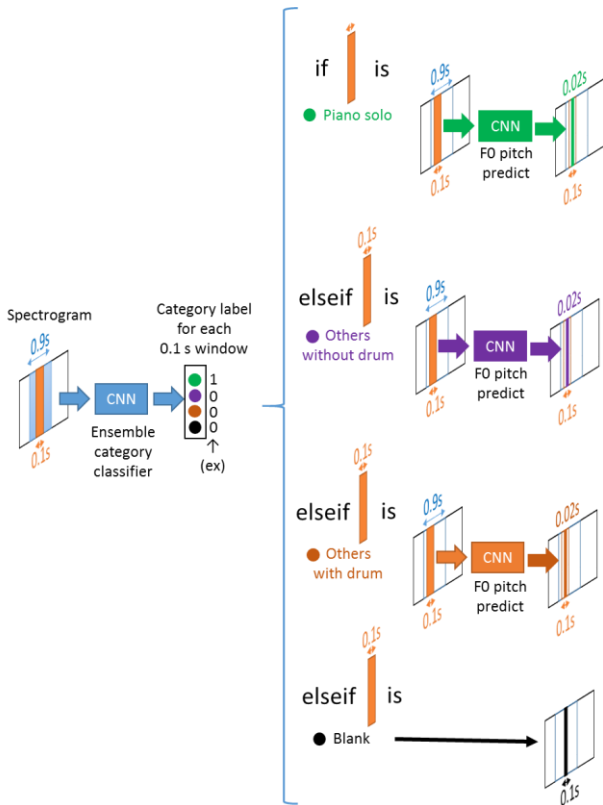 Spectrogram
0.9s
0.1s
CNN
Ensemble
category
classifier
Category label
for each
0.1 s window
1
0
0
0
↑
(ex)
if is
Piano solo
0.9s
0.1s
CNN
F0 pitch
predict
0.02s
0.1s
0.1s
elseif is
Others
without drum
0.9s
0.1s
CNN
F0 pitch
predict
0.02s
0.1s
0.1s
elseif is
Others
with drum
0.9s
0.1s
CNN
F0 pitch
predict
0.02s
0.1s
0.1s
elseif is
Blank
0.1s